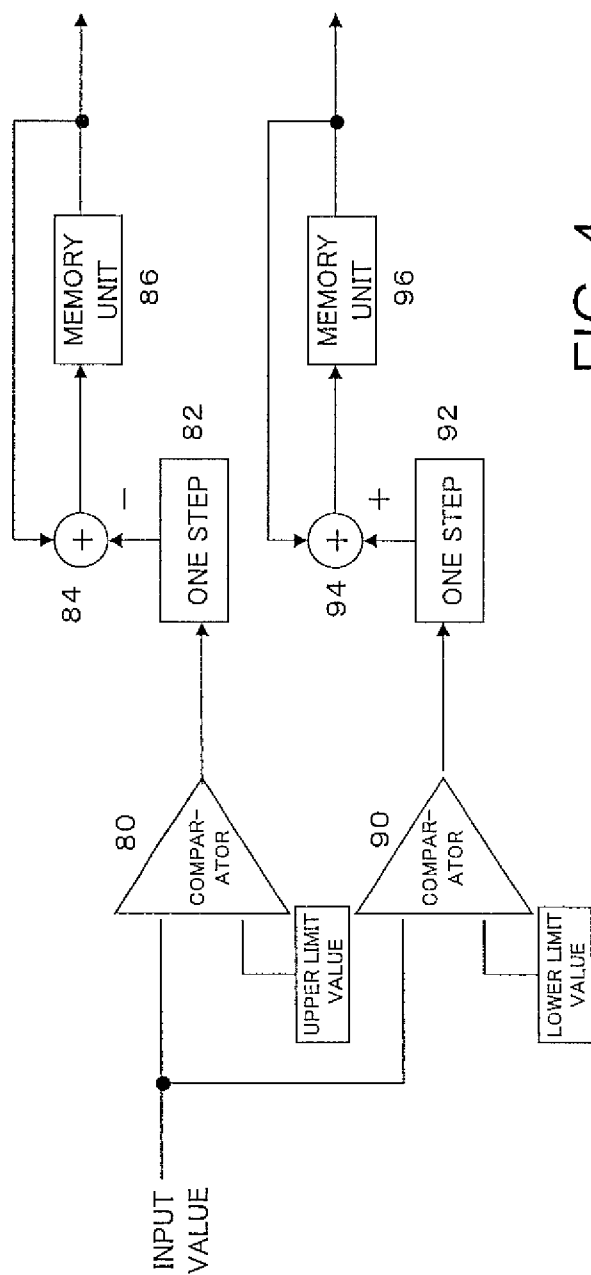 INPUT
VALUE
80
COMPAR-
ATOR
UPPER LIMIT
VALUE
82
ONE STEP
84
+
−
MEMORY
UNIT
86
90
COMPAR-
ATOR
LOWER LIMIT
VALUE
92
ONE STEP
94
+
+
MEMORY
UNIT
96
FIG. 4